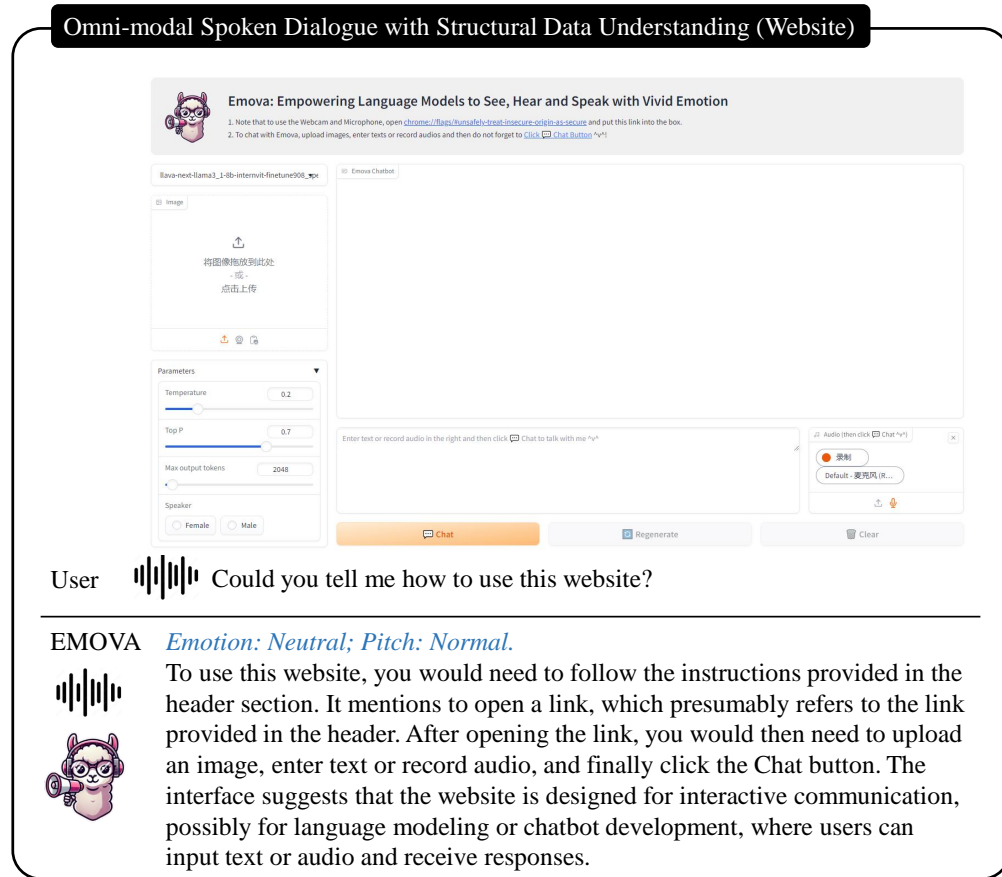 Omni-modal Spoken Dialogue with Structural Data Understanding (Website)
Emova: Empowering Language Models to See, Hear and Speak with Vivid Emotion
1. Note that to use the Webcam and Microphone, open chrome://flags/#unsafely-treat-insecure-origin-as-secure and put this link into the box.
2. To chat with Emova, upload images, enter texts or record audios and then do not forget to Click 💬 Chat Button ^v^!
llava-next-llama3_1-8b-internvit-finetune908_spe
Emova Chatbot
Image
将图像拖放到此处
- 或 -
点击上传
Parameters ▼
Temperature 0.2
Top P 0.7
Max output tokens 2048
Speaker
Female Male
Enter text or record audio in the right and then click 💬 Chat to talk with me ^v^
Audio (then click 💬 Chat ^v^)
录制
Default - 麦克风 (R...
💬 Chat
Regenerate
Clear
User Could you tell me how to use this website?
EMOVA Emotion: Neutral; Pitch: Normal.
To use this website, you would need to follow the instructions provided in the
header section. It mentions to open a link, which presumably refers to the link
provided in the header. After opening the link, you would then need to upload
an image, enter text or record audio, and finally click the Chat button. The
interface suggests that the website is designed for interactive communication,
possibly for language modeling or chatbot development, where users can
input text or audio and receive responses.